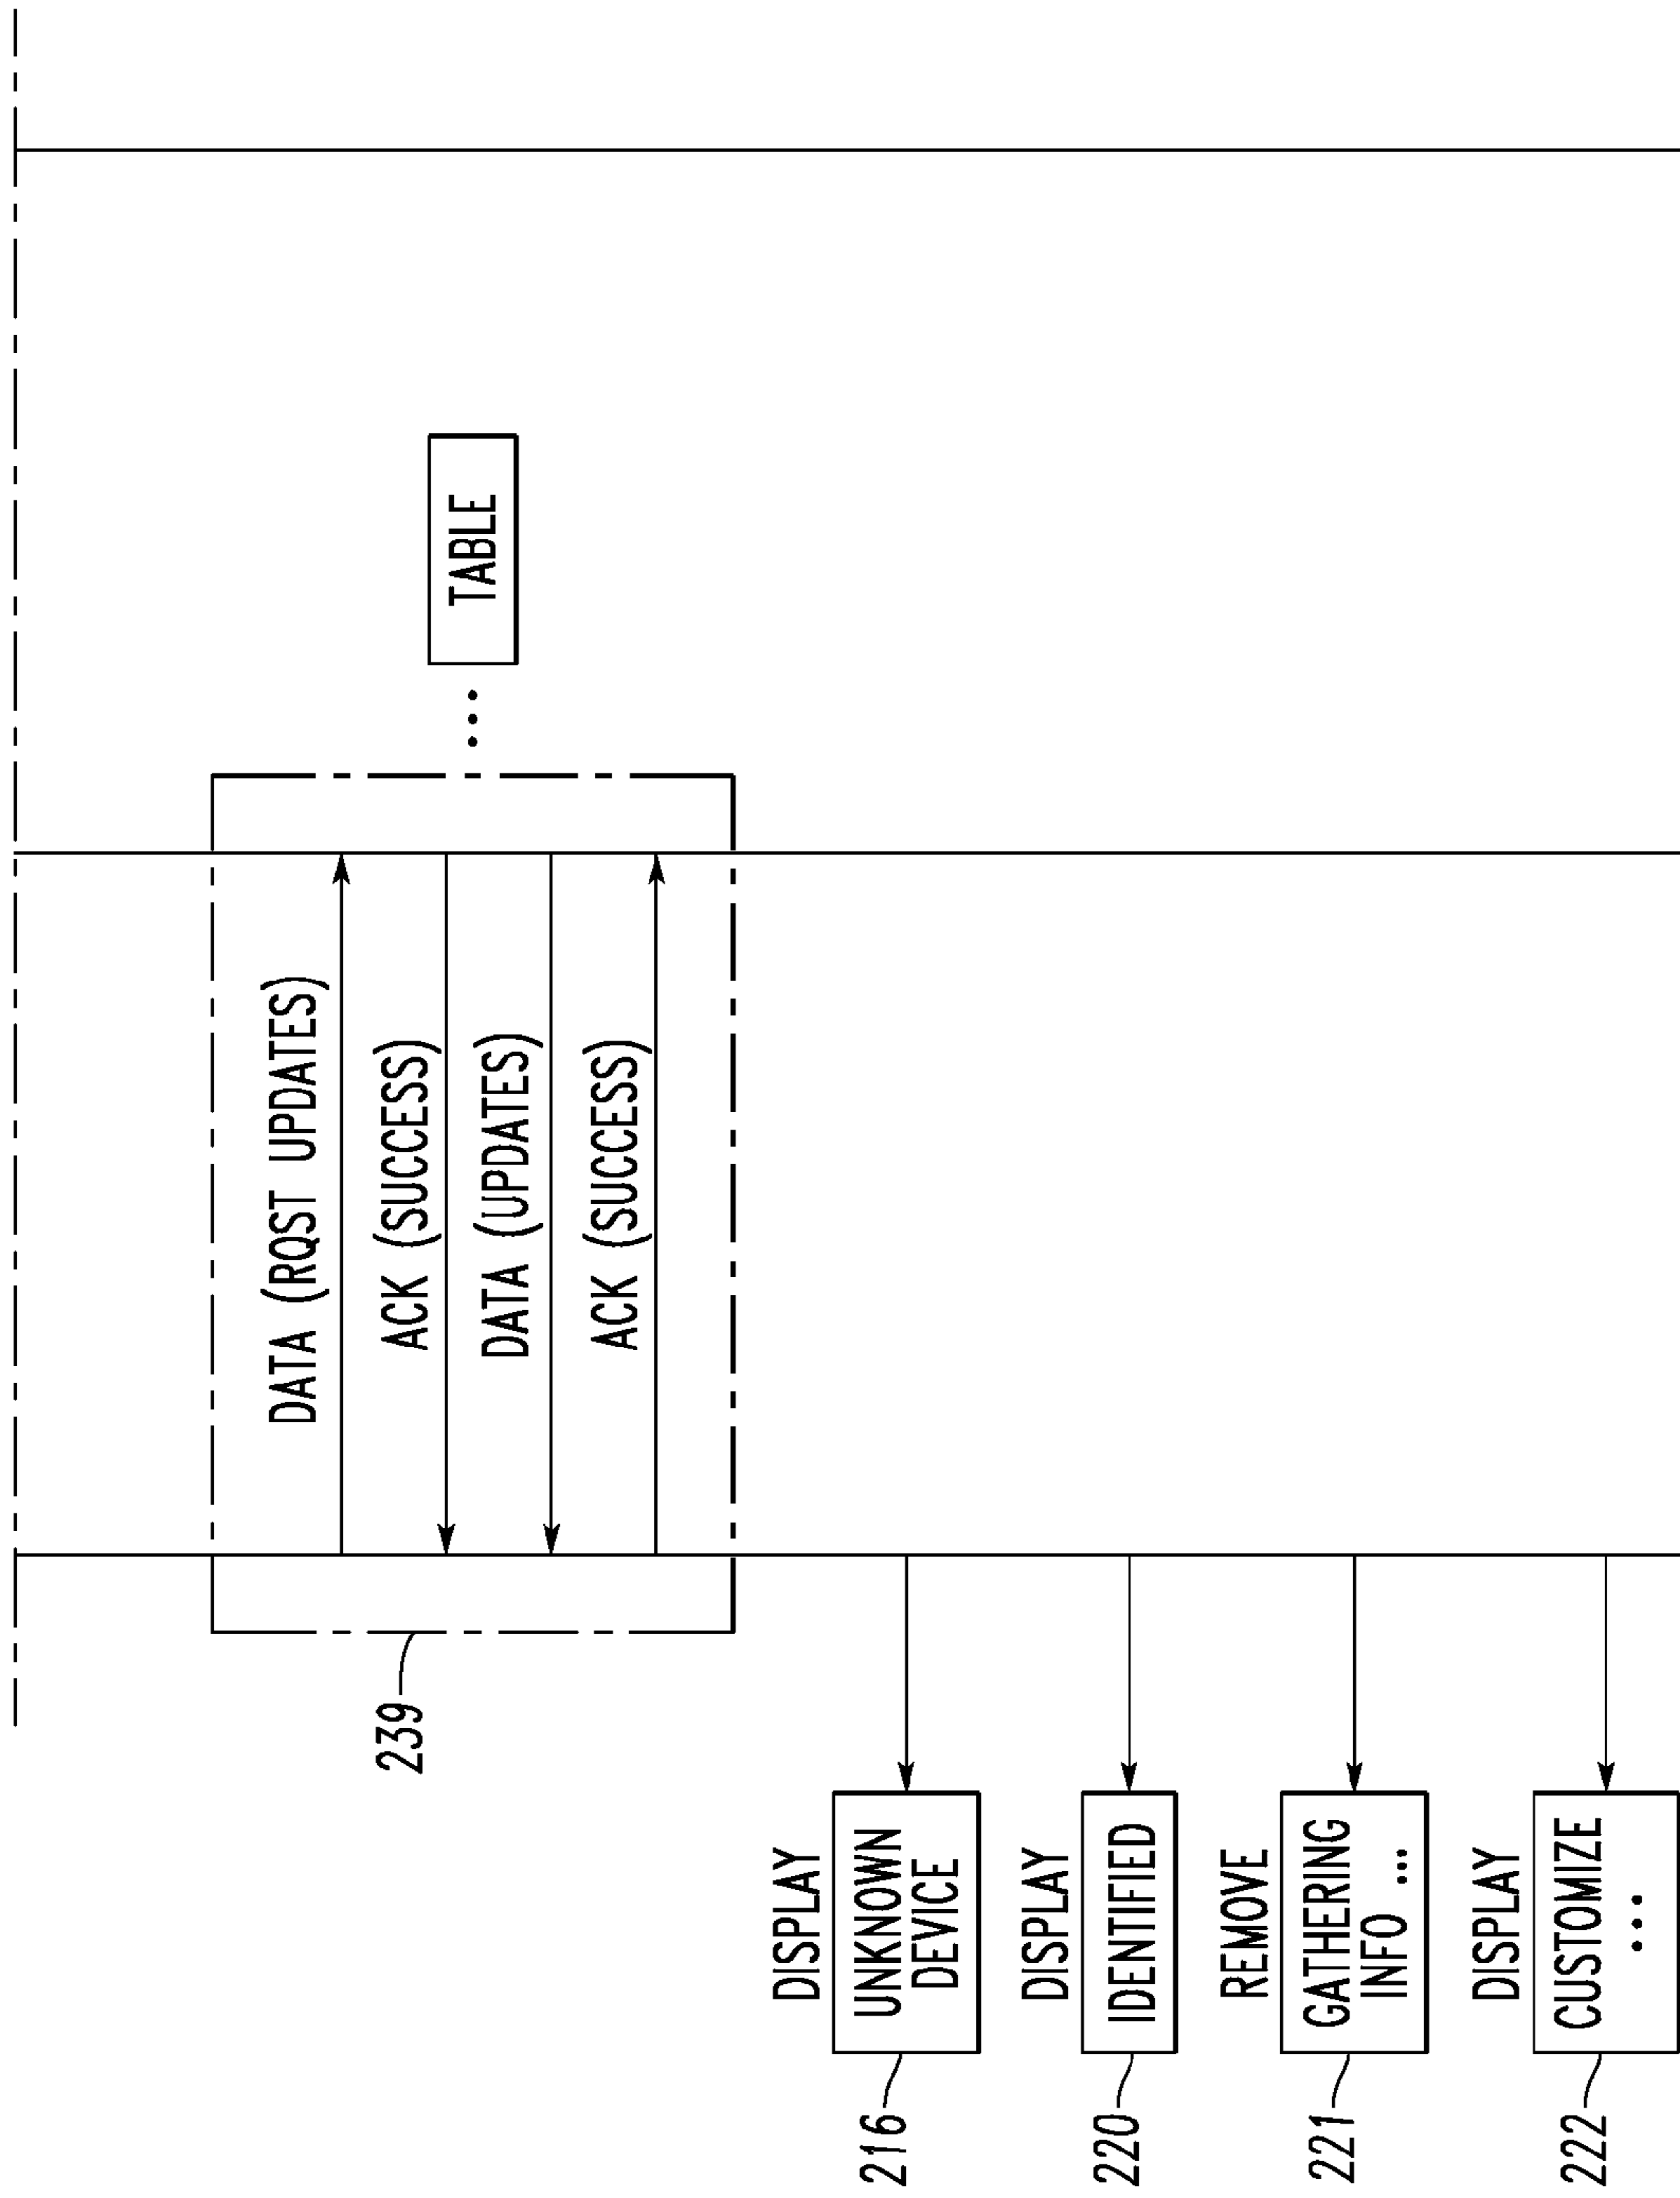 DATA (RQST UPDATES)
ACK (SUCCESS)
DATA (UPDATES)
ACK (SUCCESS)
TABLE
...
239
DISPLAY
UNKNOWN
DEVICE
216
DISPLAY
IDENTIFIED
220
REMOVE
GATHERING
INFO ...
221
DISPLAY
CUSTOMIZE
...
222